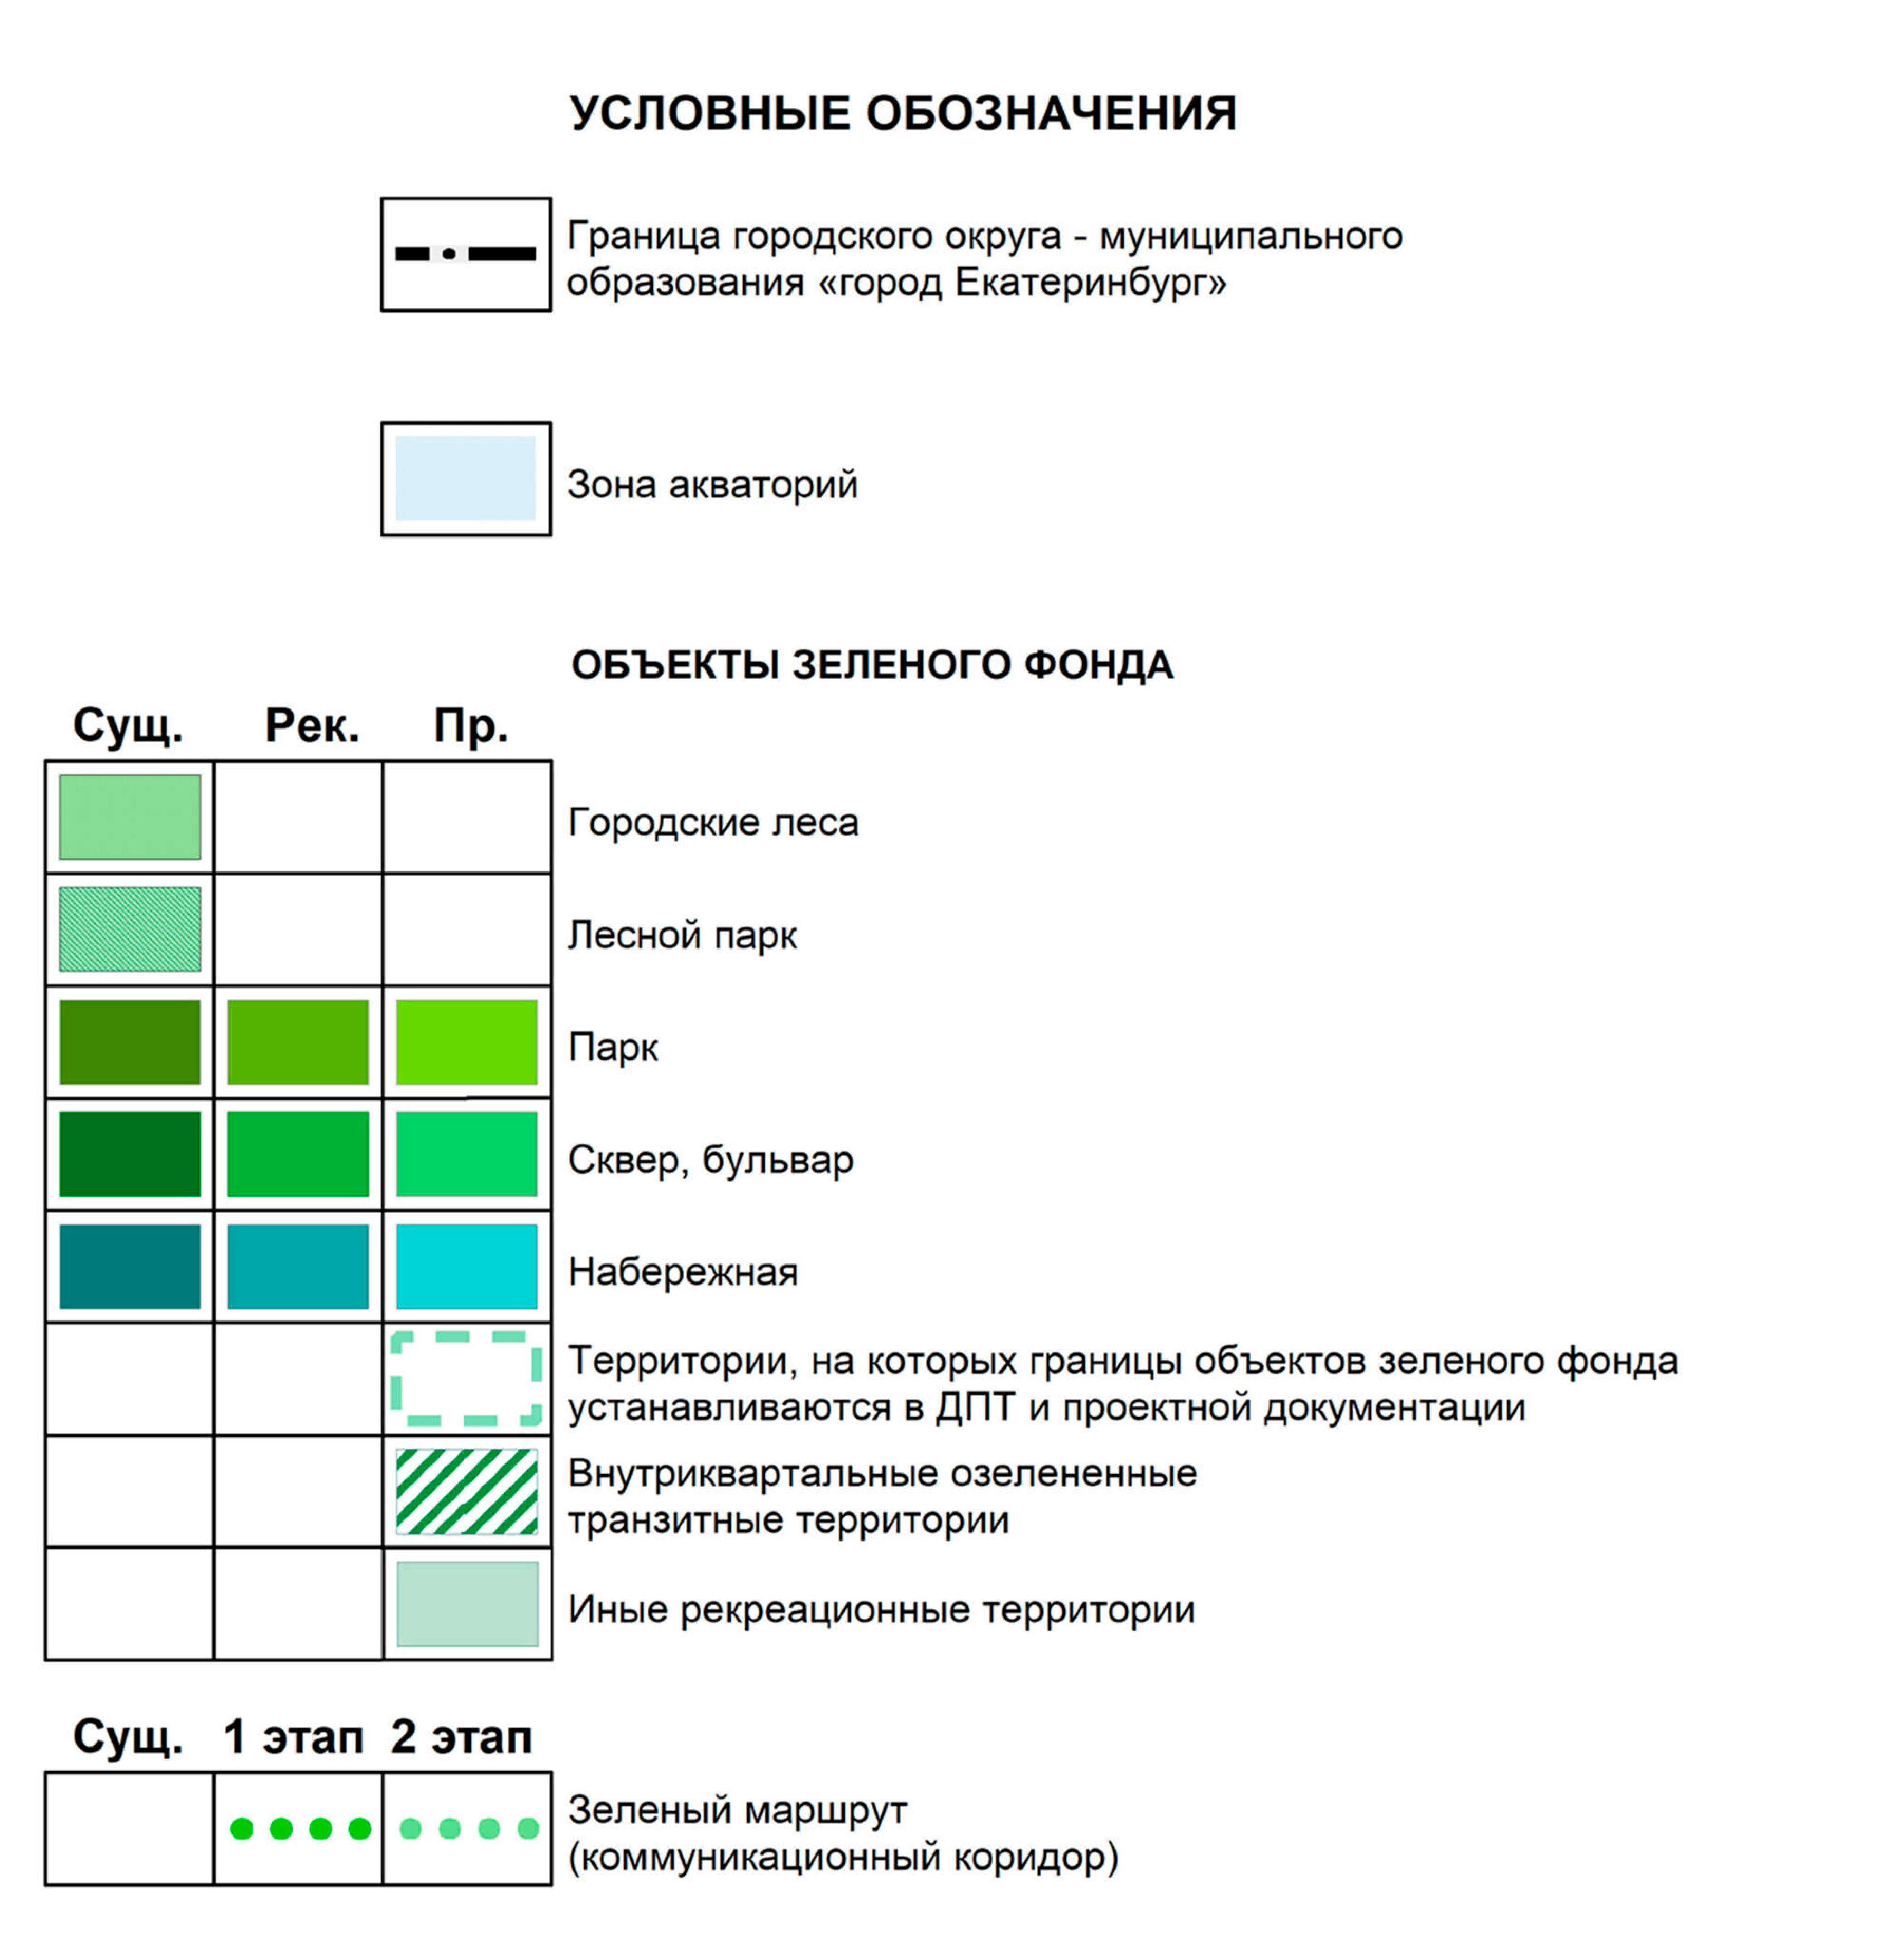 УСЛОВНЫЕ ОБОЗНАЧЕНИЯ
Граница городского округа - муниципального
образования «город Екатеринбург»
Зона акваторий
ОБЪЕКТЫ ЗЕЛЕНОГО ФОНДА
Сущ. Рек. Пр.
Городские леса
Лесной парк
Парк
Сквер, бульвар
Набережная
Территории, на которых границы объектов зеленого фонда
устанавливаются в ДПТ и проектной документации
Внутриквартальные озелененные
транзитные территории
Иные рекреационные территории
Сущ. 1 этап 2 этап
Зеленый маршрут
(коммуникационный коридор)